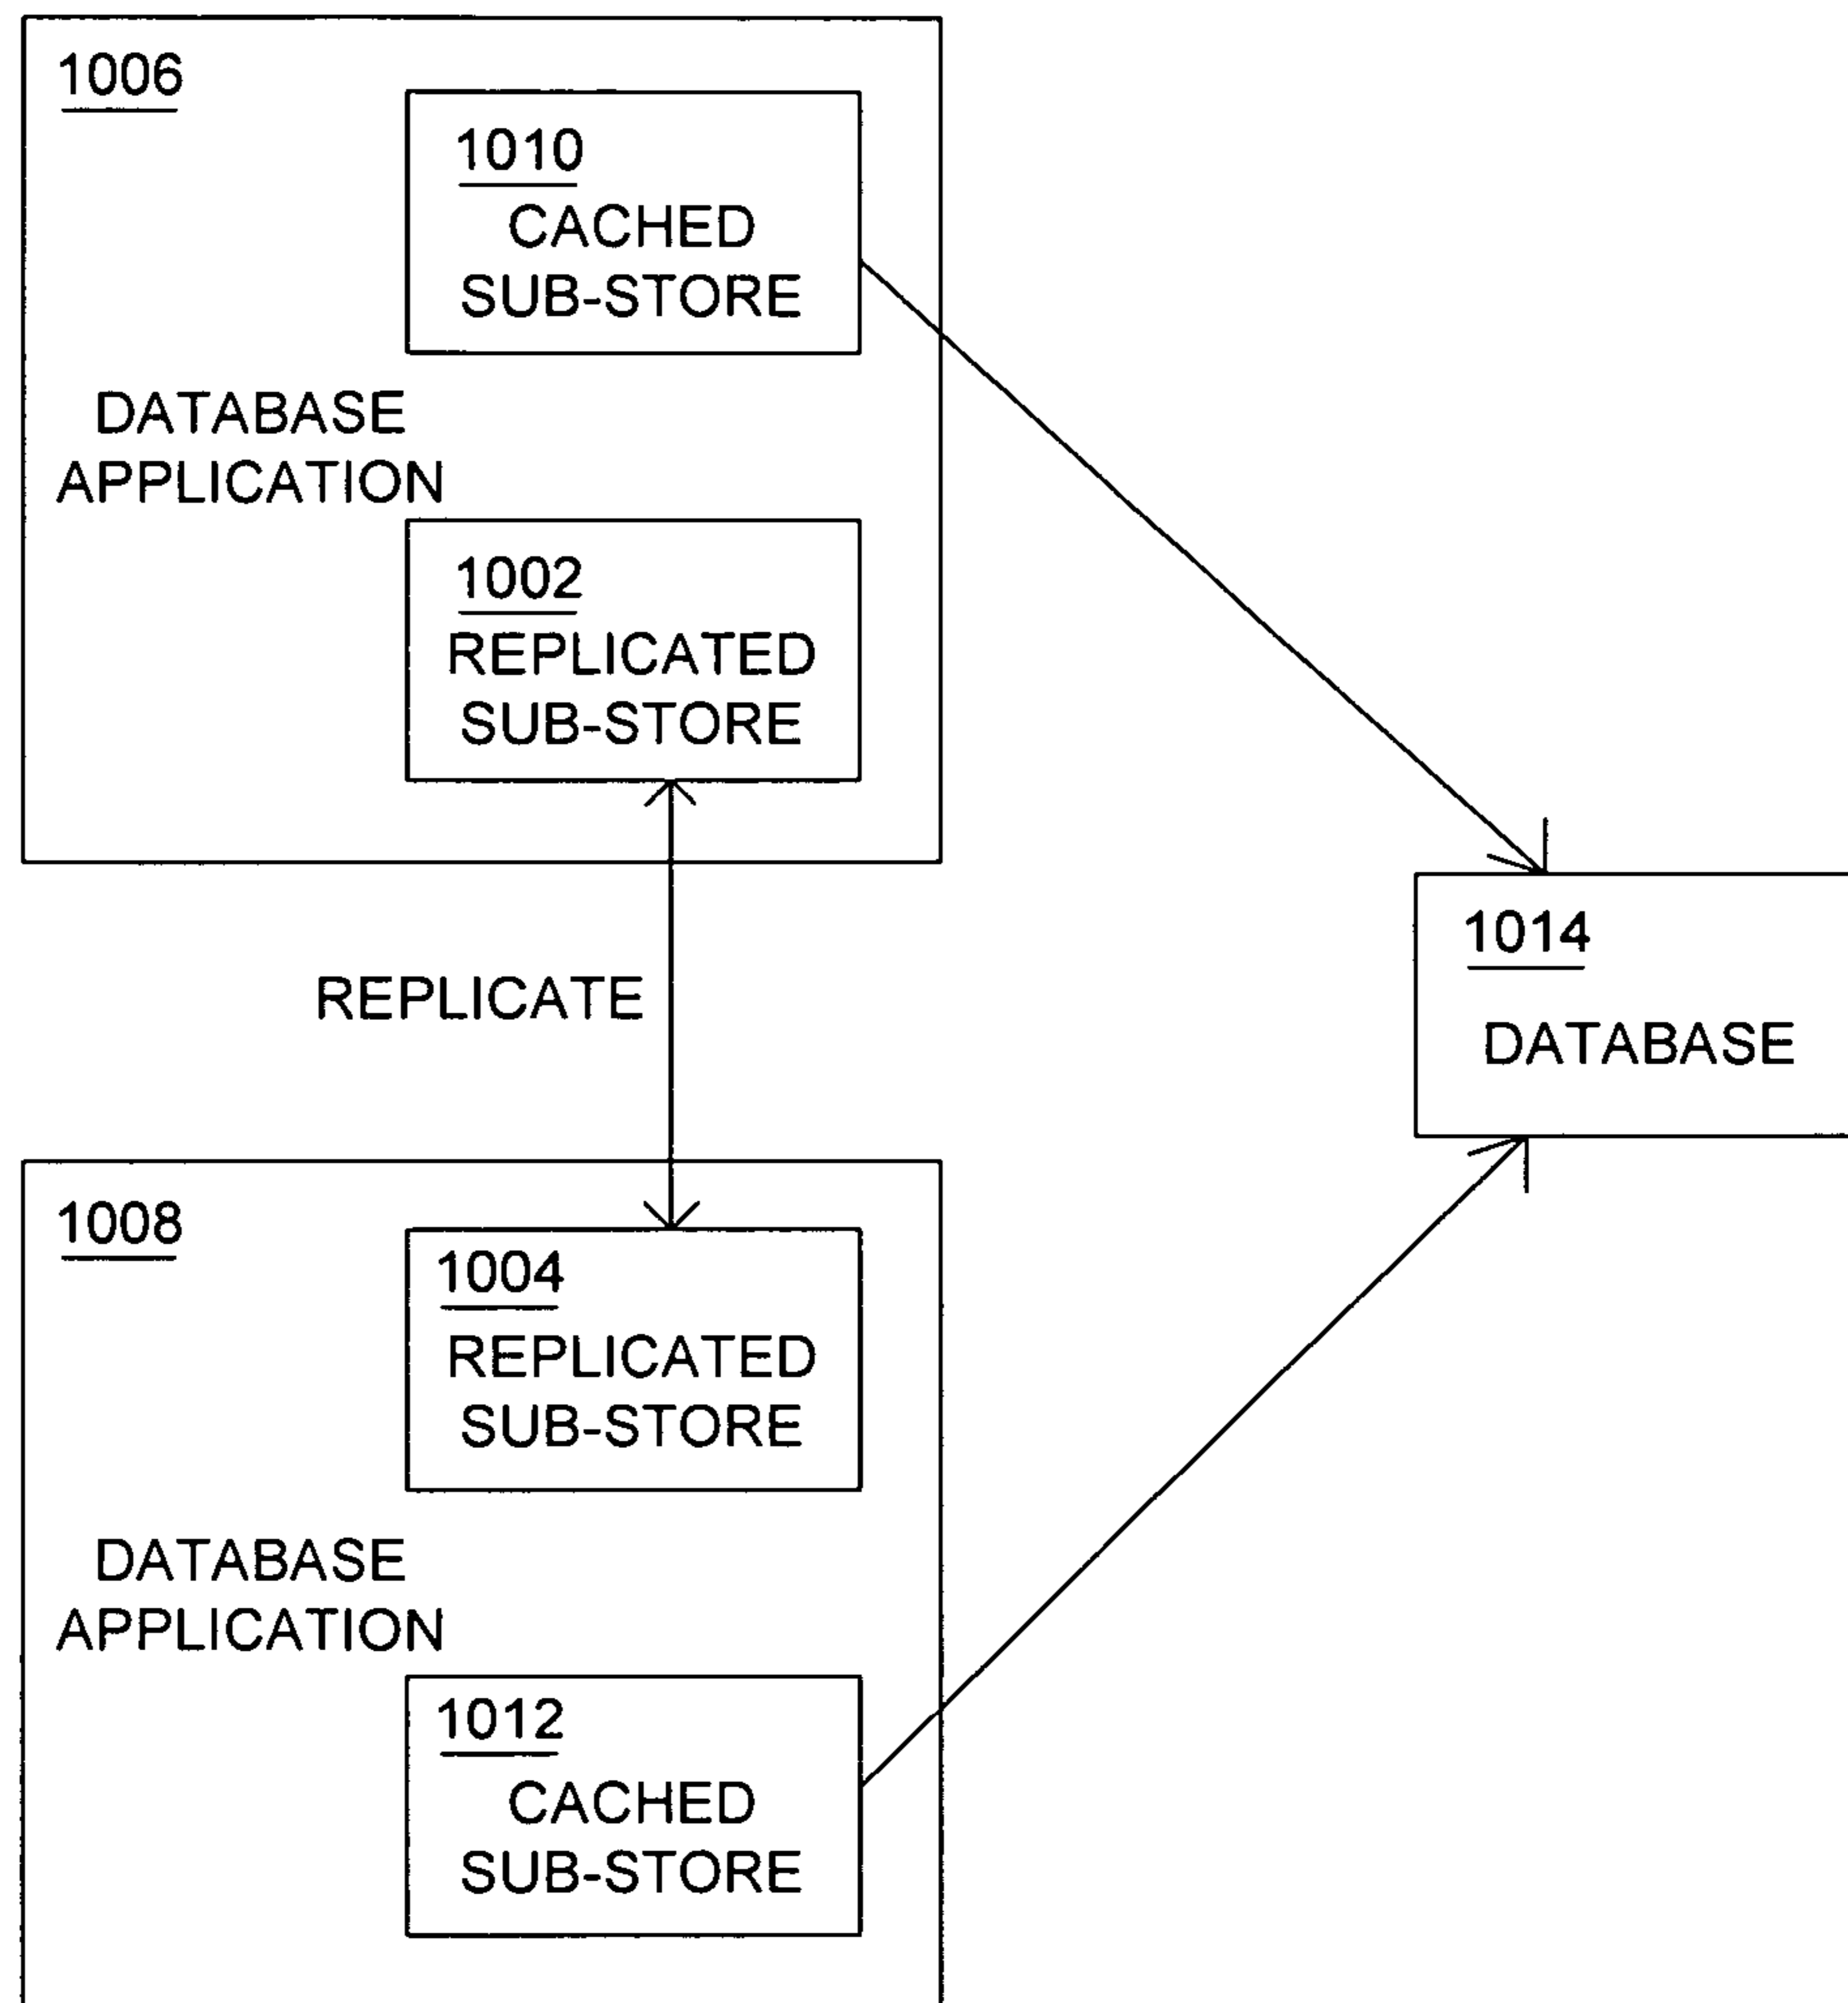 1006
1010
CACHED
SUB-STORE
DATABASE
APPLICATION
1002
REPLICATED
SUB-STORE
REPLICATE
1014
DATABASE
1008
1004
REPLICATED
SUB-STORE
DATABASE
APPLICATION
1012
CACHED
SUB-STORE